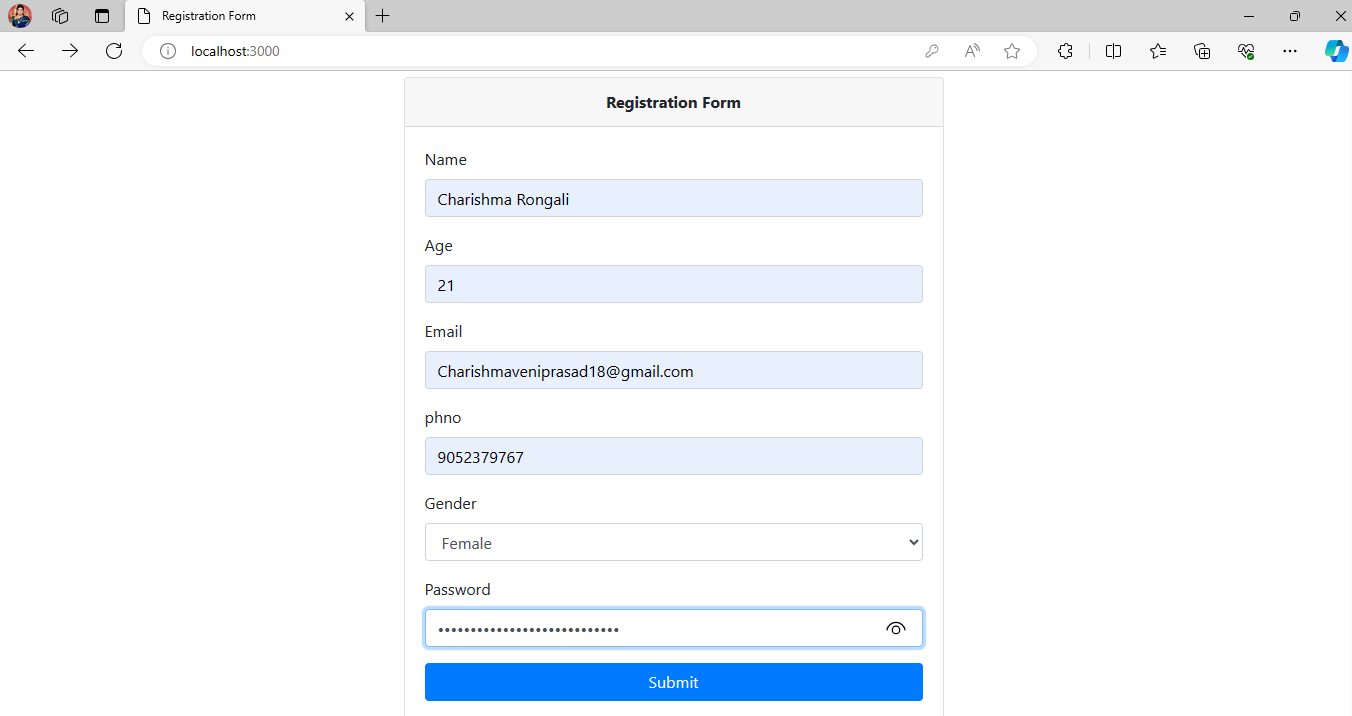 Registration Form
localhost:3000
Registration Form
Name
Charishma Rongali
Age
21
Email
Charishmaveniprasad18@gmail.com
phno
9052379767
Gender
Female
Password
••••••••••••••••••••••••••••
Submit